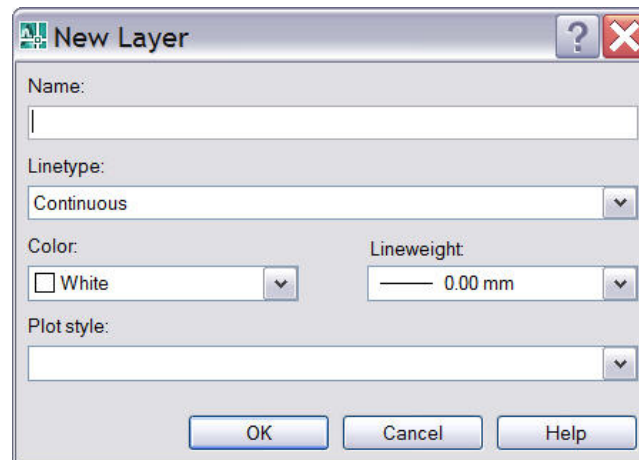 New Layer ?
Name:
Linetype:
Continuous
Color: Lineweight:
White 0.00 mm
Plot style:
OK Cancel Help